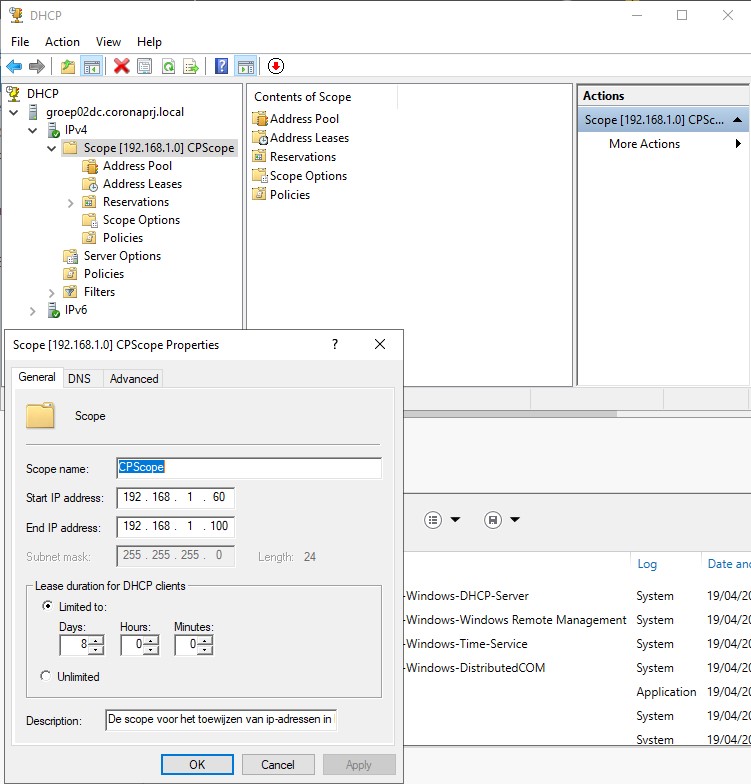 DHCP
File Action View Help
DHCP
groep02dc.coronaprj.local
IPv4
Scope [192.168.1.0] CPScope
Address Pool
Address Leases
Reservations
Scope Options
Policies
Server Options
Policies
Filters
IPv6
Contents of Scope
Address Pool
Address Leases
Reservations
Scope Options
Policies
Actions
Scope [192.168.1.0] CPSc...
More Actions
Scope [192.168.1.0] CPScope Properties
General DNS Advanced
Scope
Scope name: CPScope
Start IP address: 192 . 168 . 1 . 60
End IP address: 192 . 168 . 1 . 100
Subnet mask: 255 . 255 . 255 . 0 Length: 24
Lease duration for DHCP clients
Limited to:
Days: Hours: Minutes:
8 0 0
Unlimited
Description: De scope voor het toewijzen van ip-adressen in
OK Cancel Apply
Log Date and
-Windows-DHCP-Server System 19/04/20
-Windows-Windows Remote Management System 19/04/20
-Windows-Time-Service System 19/04/20
-Windows-DistributedCOM System 19/04/20
Application 19/04/20
System 19/04/20
System 19/04/20